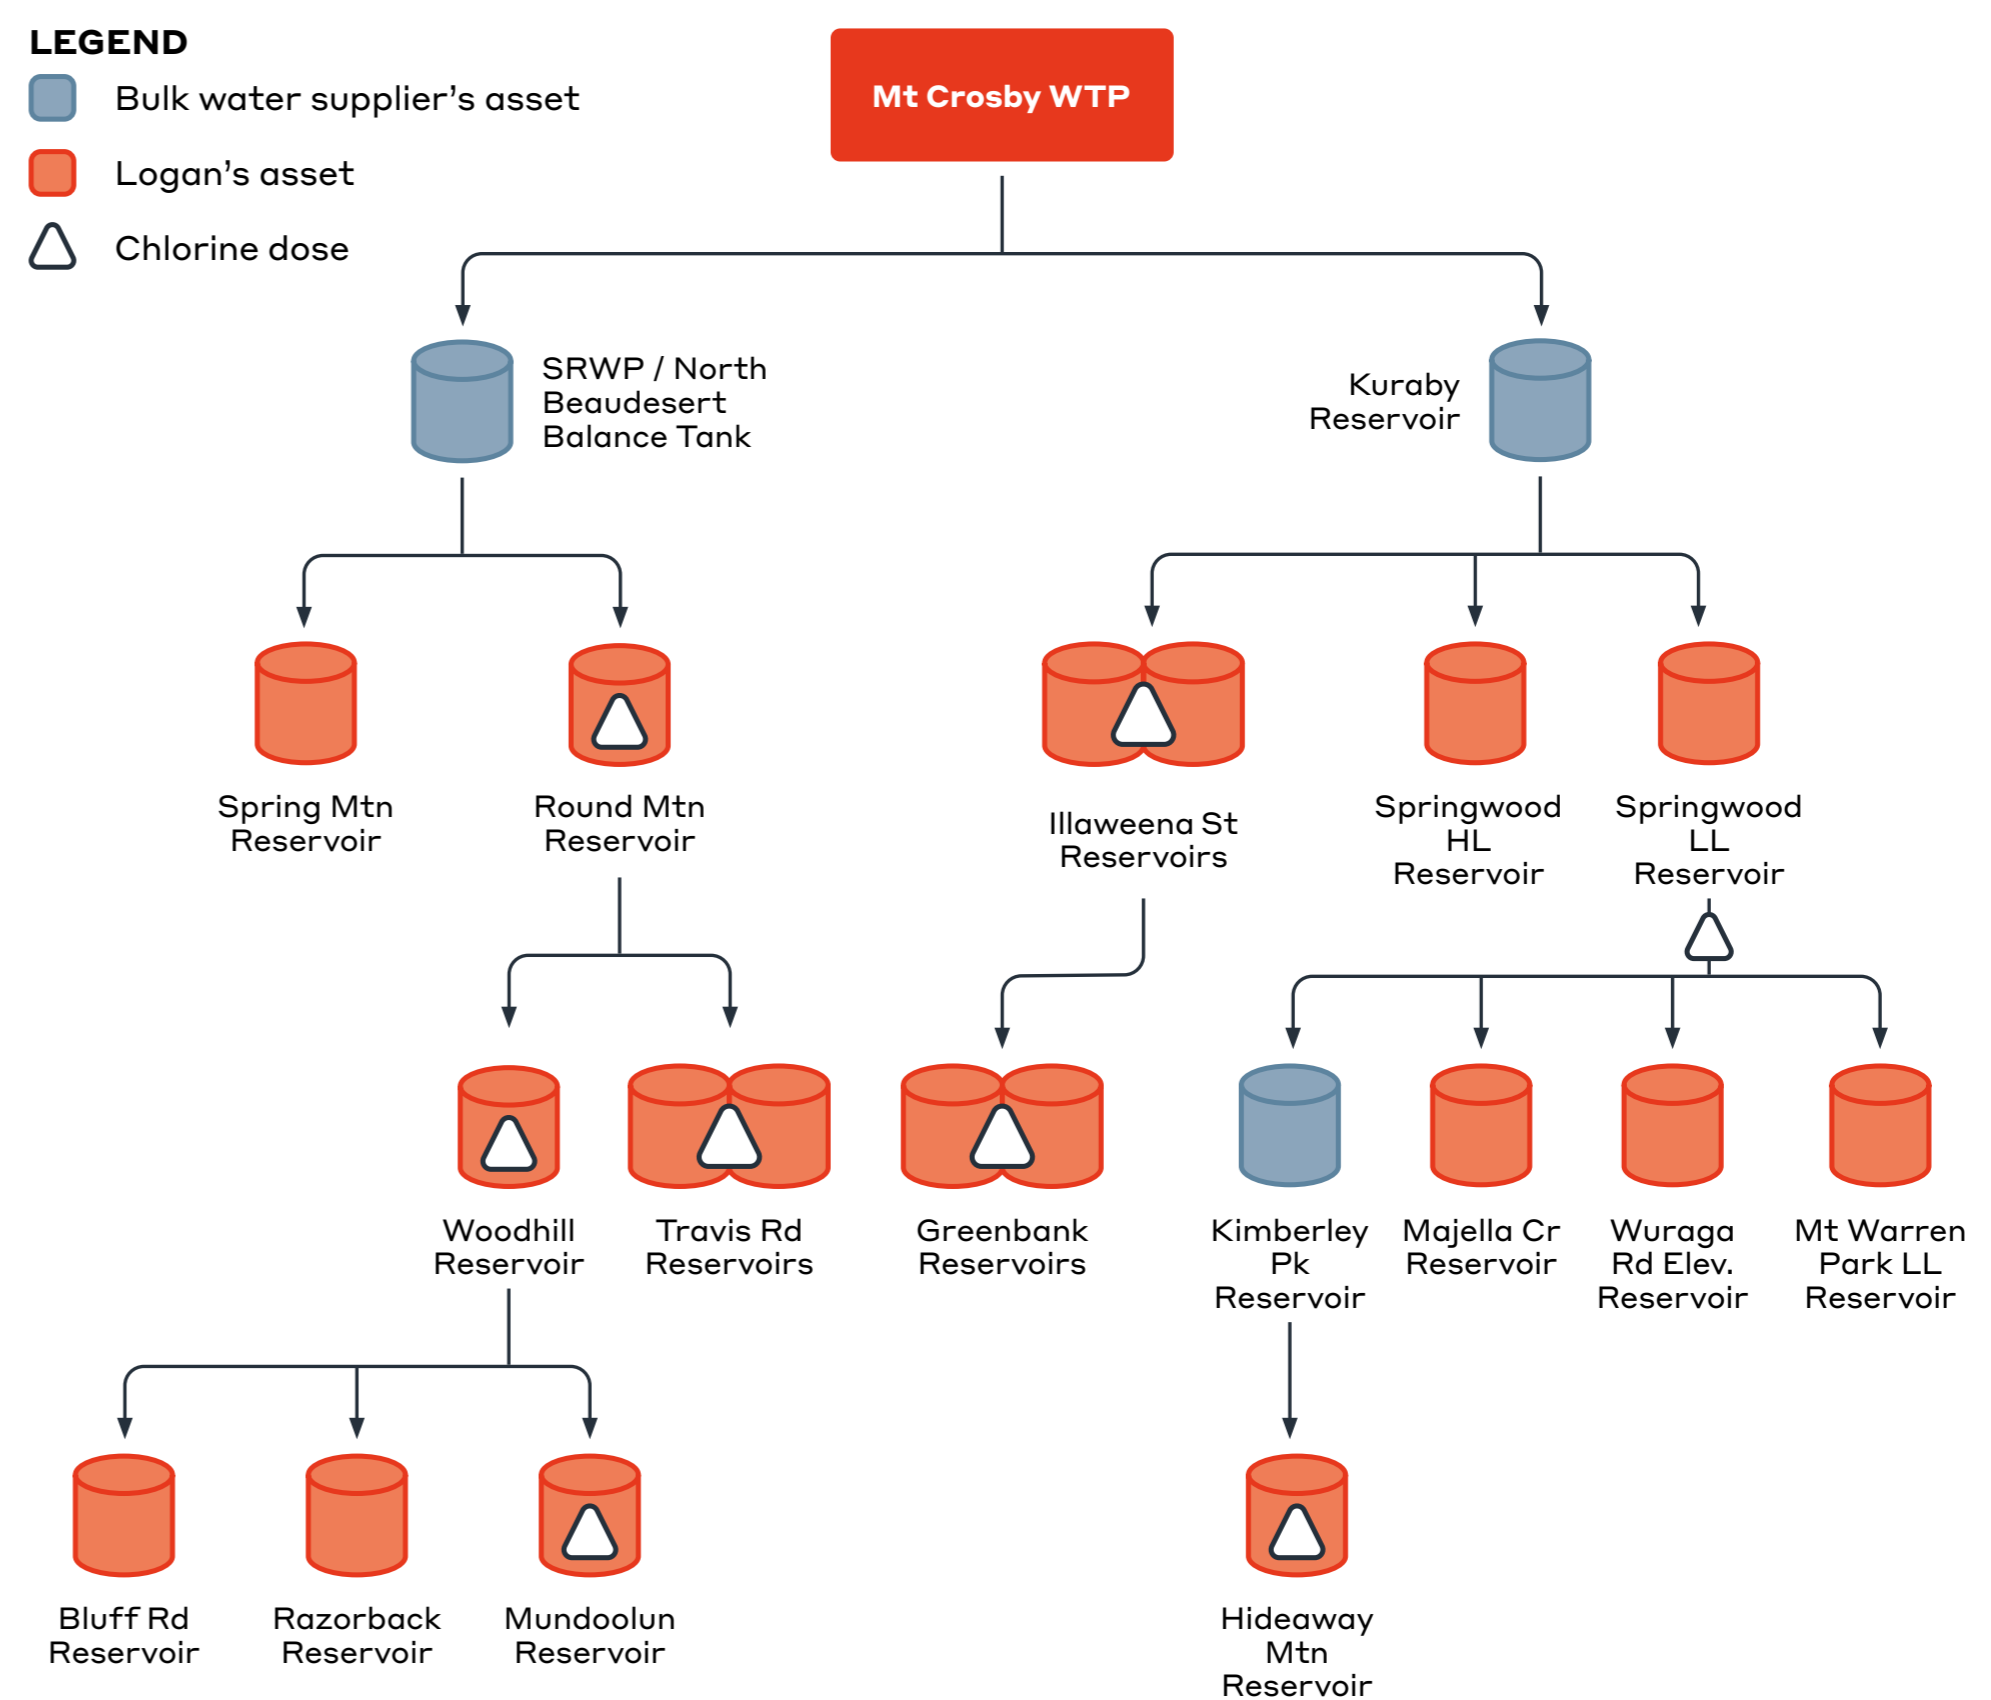 LEGEND
Bulk water supplier’s asset
Logan’s asset
Chlorine dose
Mt Crosby WTP
SRWP / North
Beaudesert
Balance Tank
Kuraby
Reservoir
Spring Mtn
Reservoir
Round Mtn
Reservoir
Illaweena St
Reservoirs
Springwood
HL
Reservoir
Springwood
LL
Reservoir
Woodhill
Reservoir
Travis Rd
Reservoirs
Greenbank
Reservoirs
Kimberley
Pk
Reservoir
Majella Cr
Reservoir
Wuraga
Rd Elev.
Reservoir
Mt Warren
Park LL
Reservoir
Bluff Rd
Reservoir
Razorback
Reservoir
Mundoolun
Reservoir
Hideaway
Mtn
Reservoir